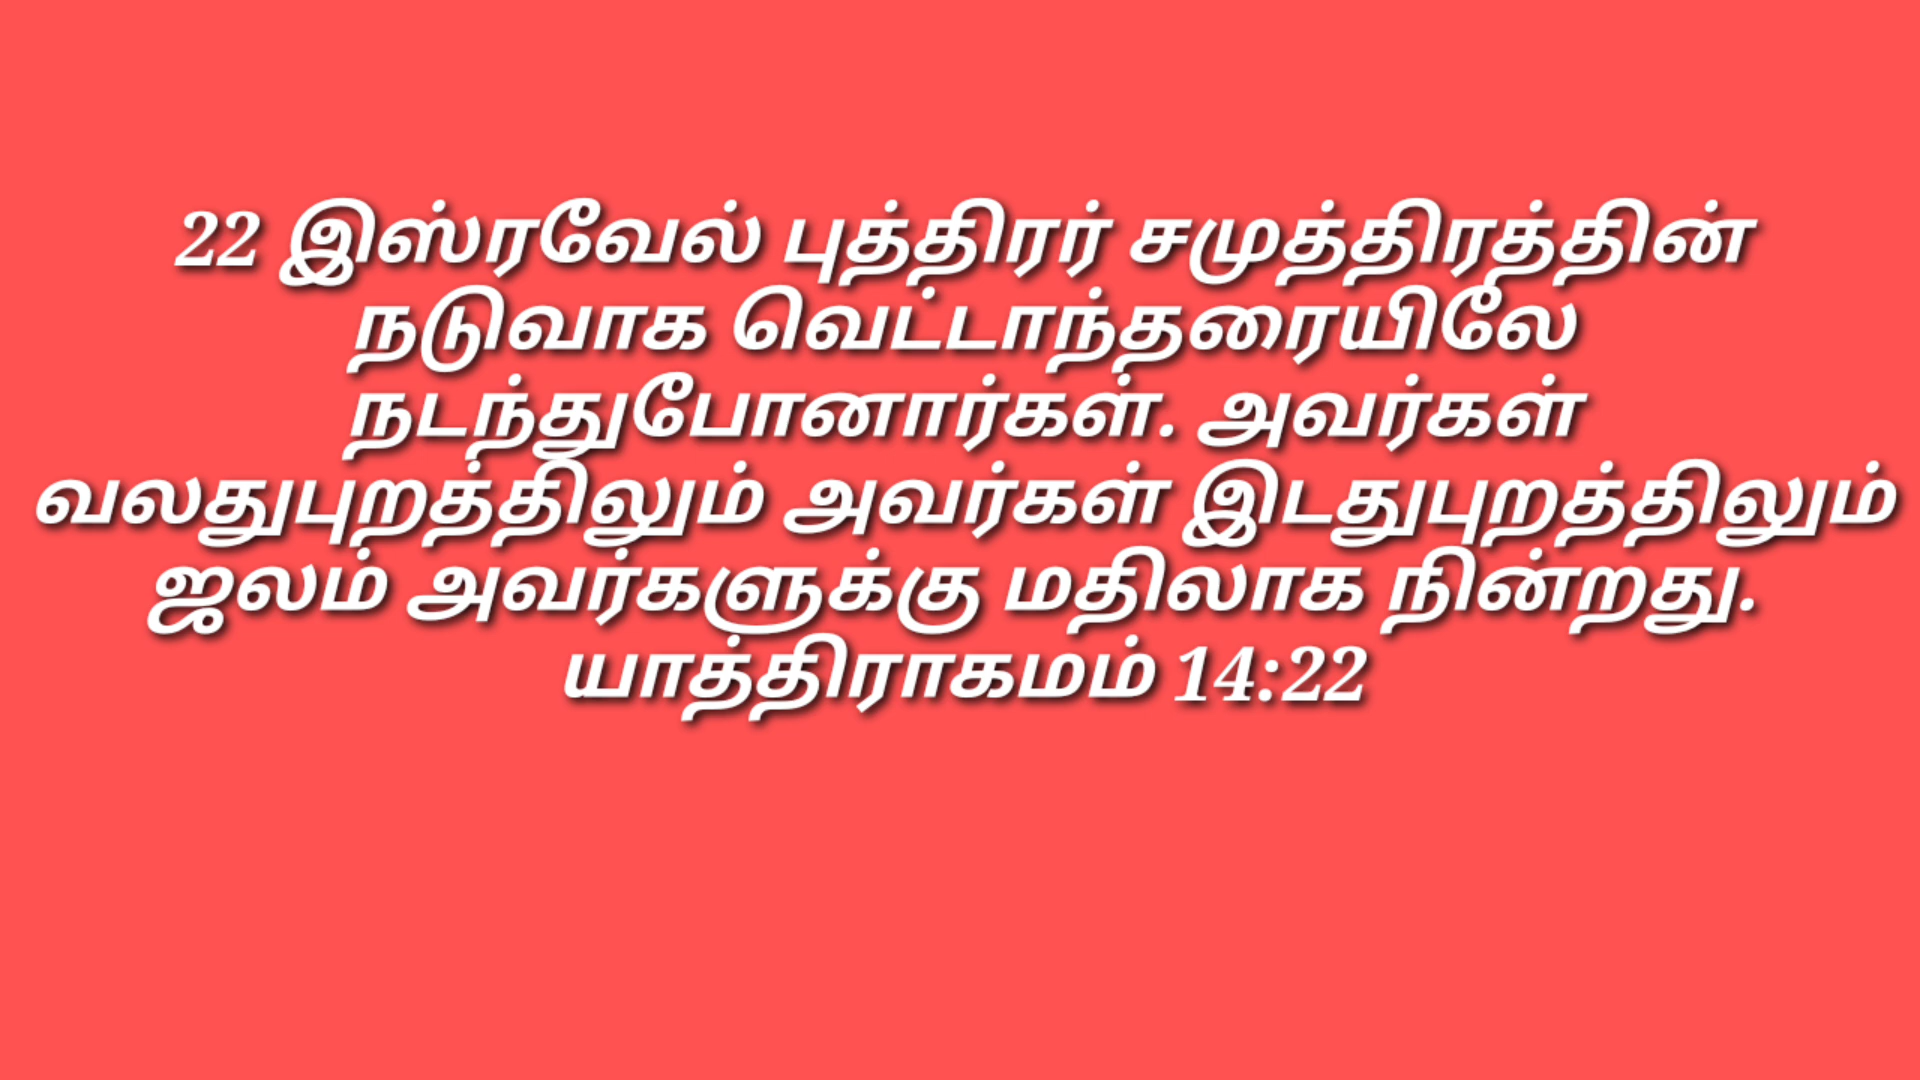 22 இஸ்ரவேல் புத்திரர் சமுத்திரத்தின்
நடுவாக வெட்டாந்தரையிலே
நடந்துபோனார்கள். அவர்கள்
வலதுபுறத்திலும் அவர்கள் இடதுபுறத்திலும்
ஜலம் அவர்களுக்கு மதிலாக நின்றது.
யாத்திராகமம் 14:22